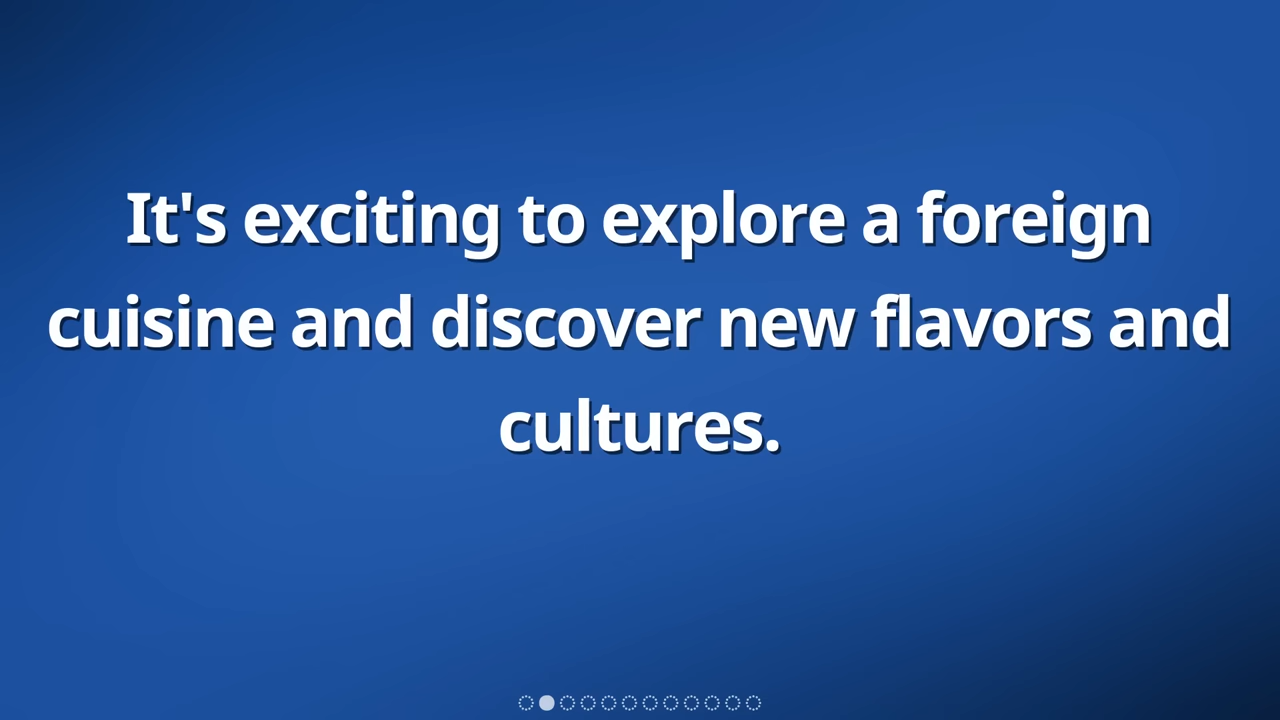 It's exciting to explore a foreign
cuisine and discover new flavors and
cultures.